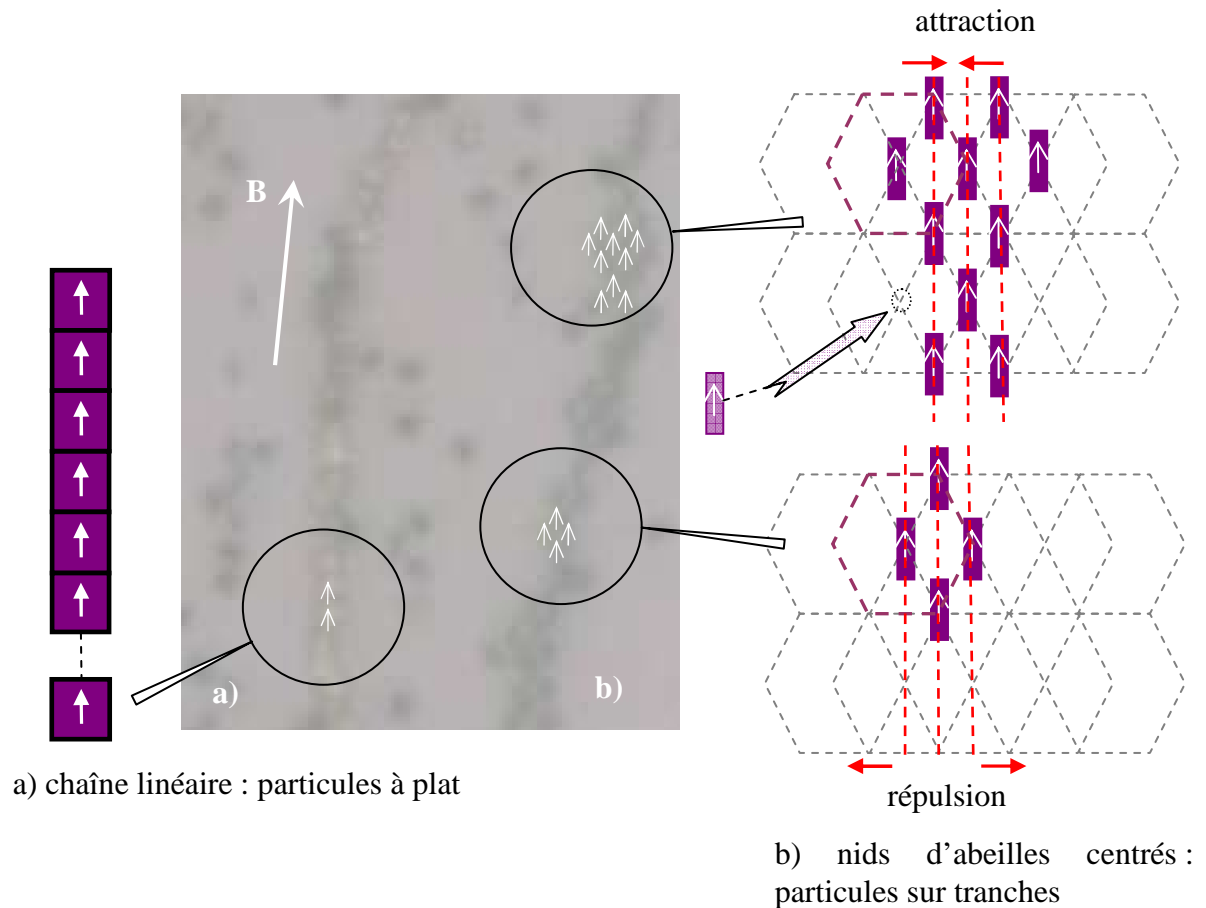 attraction
B
a)
b)
a) chaîne linéaire : particules à plat
répulsion
b) nids d'abeilles centrés :
particules sur tranches